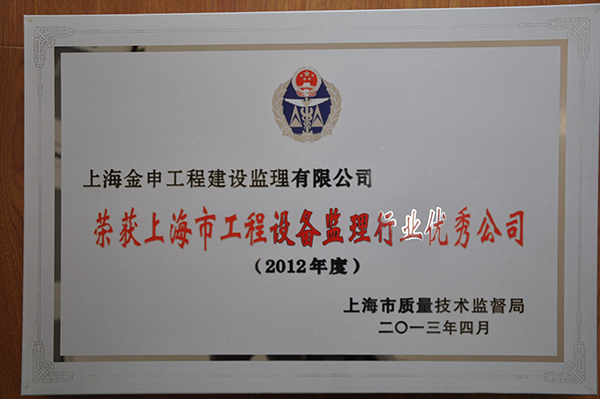 上海金申工程建设监理有限公司
荣获上海市工程设备监理行业优秀公司
（2012年度）
上海市质量技术监督局
二〇一三年四月